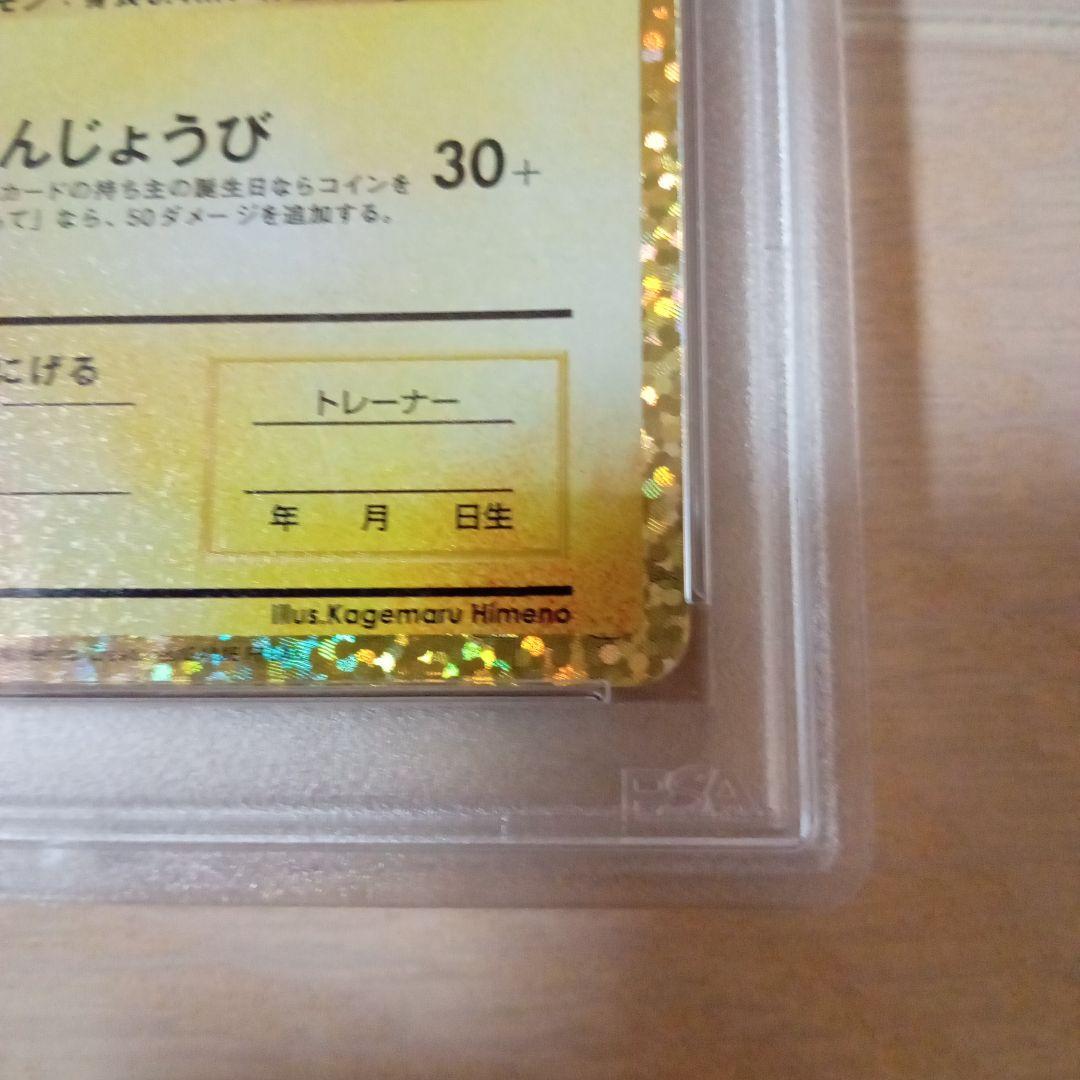 んじょうび
30+
カードの持ち主の誕生日ならコインを
て」なら、50ダメージを追加する。
にげる
トレーナー
年 月 日生
Illus.Kagemaru Himeno
PSA